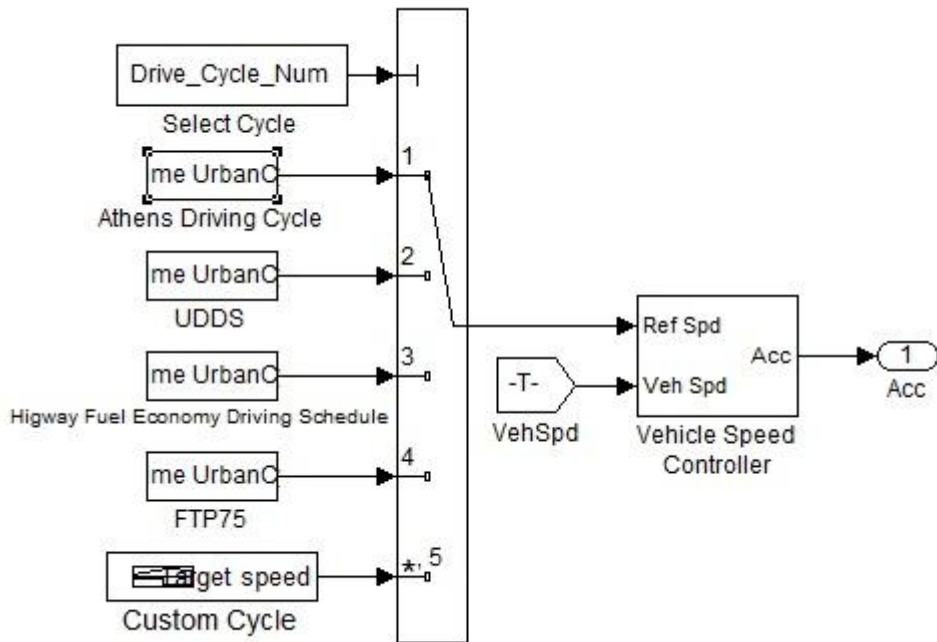 Drive_Cycle_Num
Select Cycle
1
me UrbanC
Athens Driving Cycle
2
me UrbanC
UDDS
3
me UrbanC
Higway Fuel Economy Driving Schedule
4
me UrbanC
FTP75
*, 5
Target speed
Custom Cycle
-T-
VehSpd
Ref Spd
Veh Spd
Acc
Vehicle Speed
Controller
1
Acc